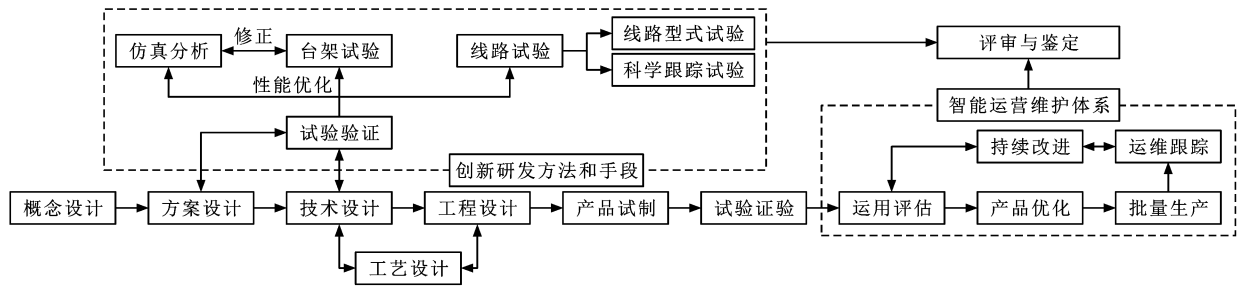 仿真分析
修正
台架试验
线路试验
线路型式试验
科学跟踪试验
评审与鉴定
性能优化
试验验证
智能运营维护体系
持续改进
运维跟踪
创新研发方法和手段
概念设计
方案设计
技术设计
工程设计
产品试制
试验证验
运用评估
产品优化
批量生产
工艺设计